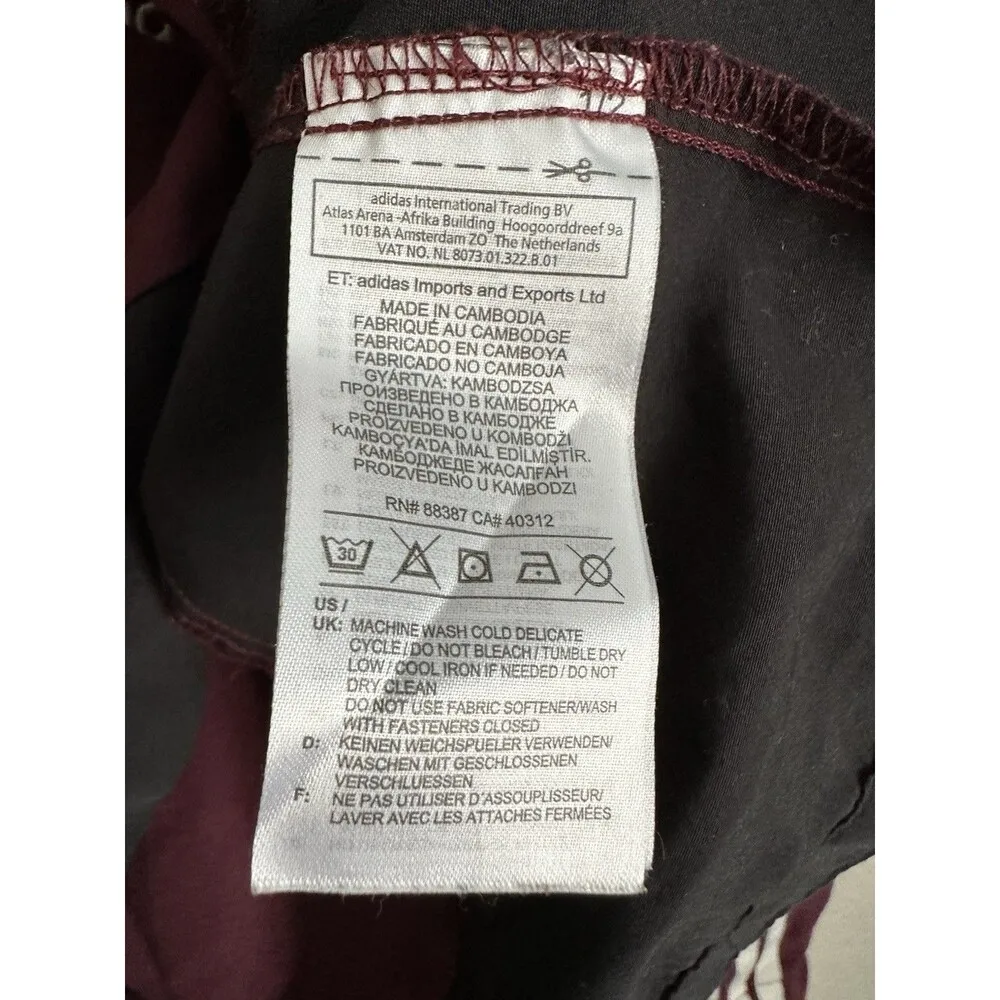 1/2
adidas International Trading BV
Atlas Arena -Afrika Building Hoogoorddreef 9a
1101 BA Amsterdam ZO The Netherlands
VAT NO. NL 8073.01.322.B.01
ET: adidas Imports and Exports Ltd
MADE IN CAMBODIA
FABRIQUÉ AU CAMBODGE
FABRICADO EN CAMBOYA
FABRICADO NO CAMBOJA
GYÁRTVA: KAMBODZSA
ПРОИЗВЕДЕНО В КАМБОДЖА
СДЕЛАНО В КАМБОДЖЕ
PROIZVEDENO U KOMBODŽI
KAMBOÇYA'DA IMAL EDİLMİŞTİR.
КАМБОДЖЕДЕ ЖАСАЛҒАН
PROIZVEDENO U KAMBODZI
RN# 88387 CA# 40312
30
US /
UK: MACHINE WASH COLD DELICATE
CYCLE / DO NOT BLEACH / TUMBLE DRY
LOW / COOL IRON IF NEEDED / DO NOT
DRY CLEAN
DO NOT USE FABRIC SOFTENER/WASH
WITH FASTENERS CLOSED
D: KEINEN WEICHSPUELER VERWENDEN/
WASCHEN MIT GESCHLOSSENEN
VERSCHLUESSEN
F: NE PAS UTILISER D'ASSOUPLISSEUR/
LAVER AVEC LES ATTACHES FERMÉES